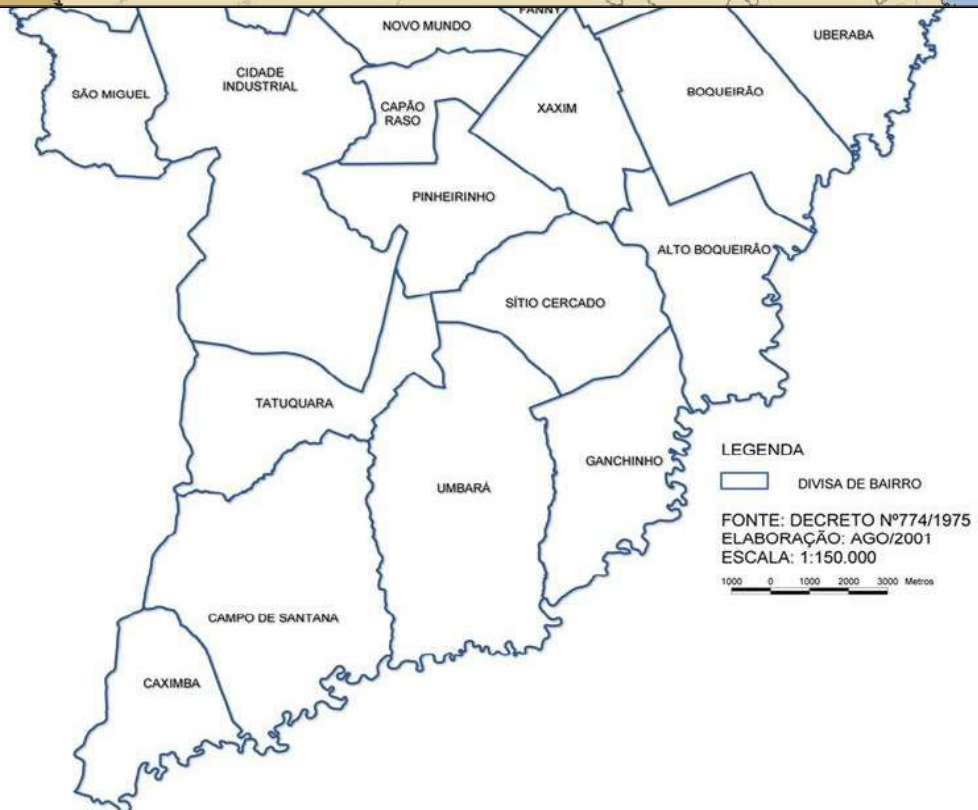 FANNY
NOVO MUNDO
UBERABA
CIDADE
INDUSTRIAL
SÃO MIGUEL
BOQUEIRÃO
CAPÃO
RASO
XAXIM
PINHEIRINHO
ALTO BOQUEIRÃO
SÍTIO CERCADO
TATUQUARA
LEGENDA
GANCHINHO
UMBARÁ
DIVISA DE BAIRRO
FONTE: DECRETO Nº774/1975
ELABORAÇÃO: AGO/2001
ESCALA: 1:150.000
1000 0 1000 2000 3000 Metros
CAMPO DE SANTANA
CAXIMBA